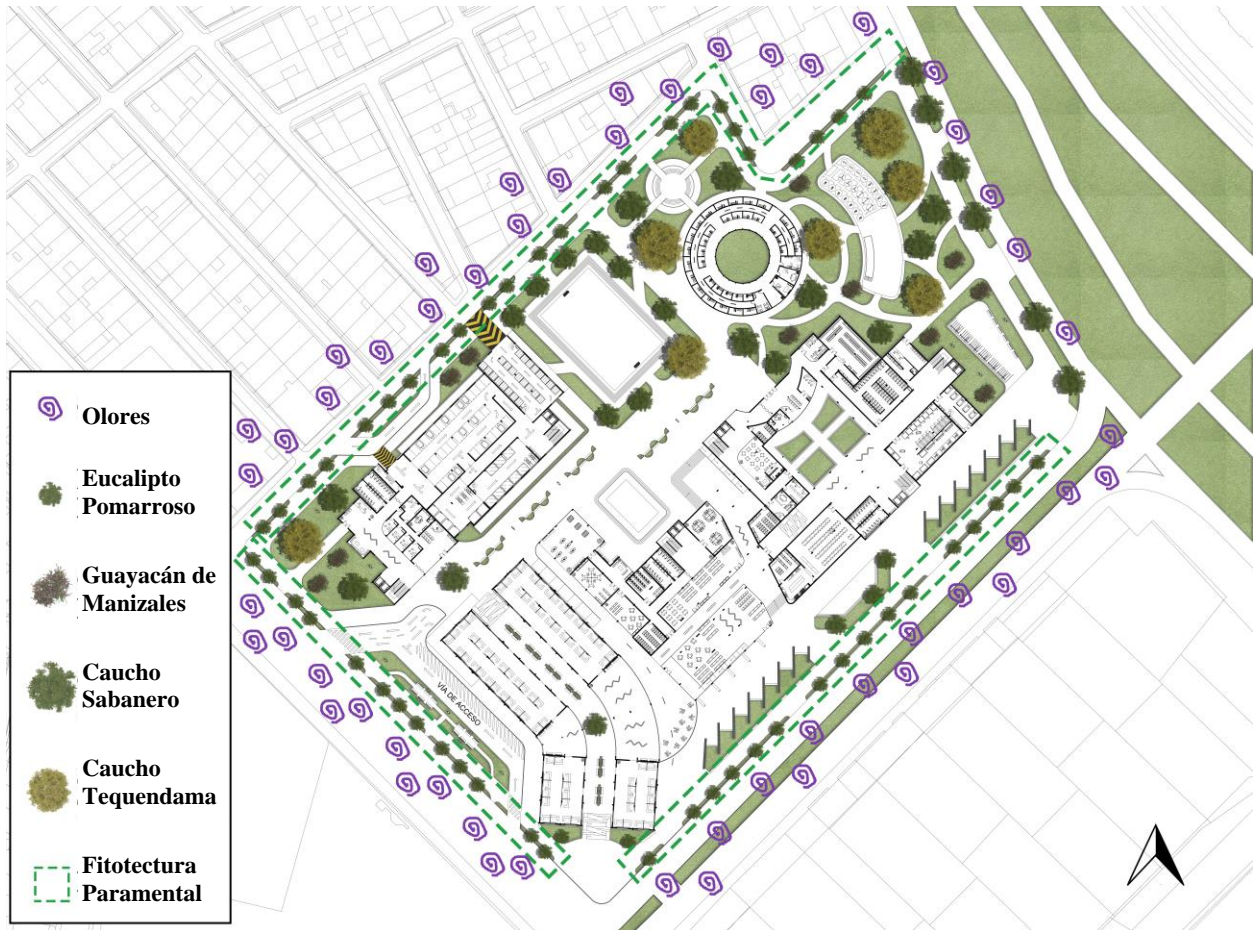 Olores
Eucalipto
Pomarroso
Guayacán de
Manizales
Caucho
Sabanero
Caucho
Tequendama
Fitotectura
Paramental
VIA DE ACCESO